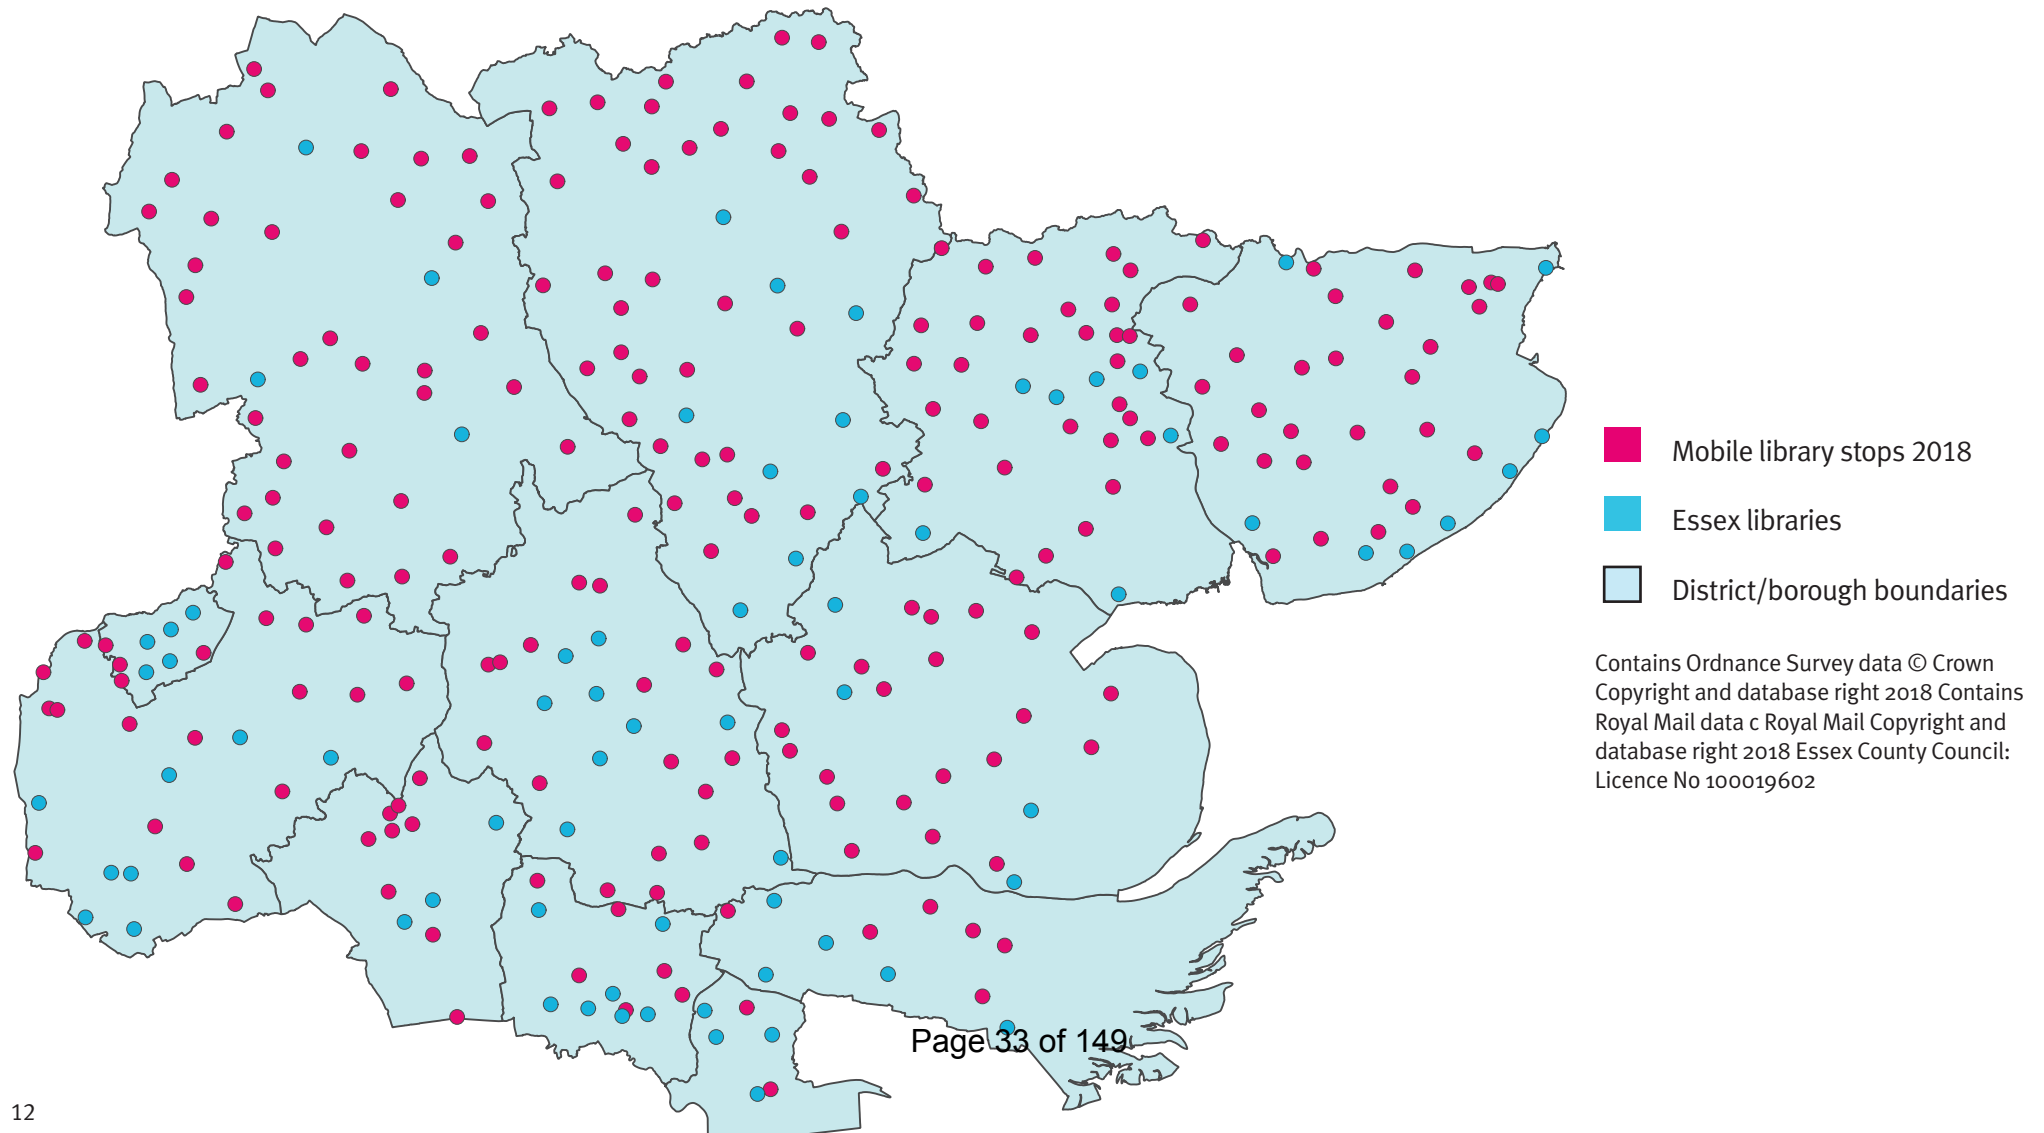 Mobile library stops 2018
Essex libraries
District/borough boundaries
Contains Ordnance Survey data © Crown
Copyright and database right 2018 Contains
Royal Mail data c Royal Mail Copyright and
database right 2018 Essex County Council:
Licence No 100019602
Page 33 of 149
12